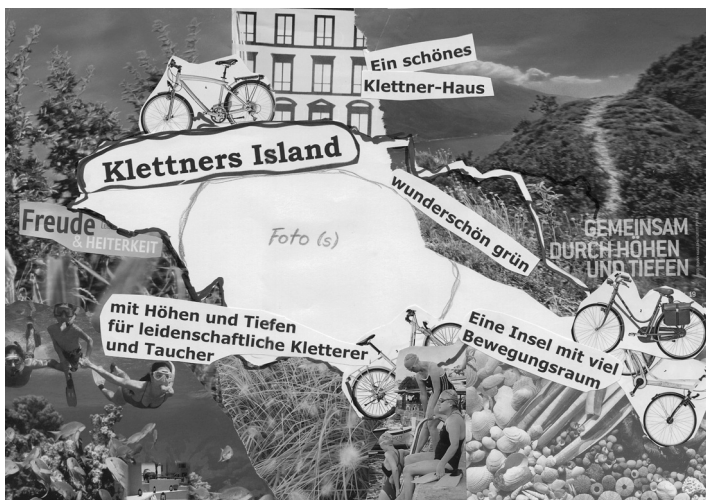 Ein schönes
Klettner-Haus
Klettners Island
wunderschön grün
Freude
& HEITERKEIT
Foto (s)
GEMEINSAM
DURCH HÖHEN
UND TIEFEN
mit Höhen und Tiefen
für leidenschaftliche Kletterer
und Taucher
Eine Insel mit viel
Bewegungsraum